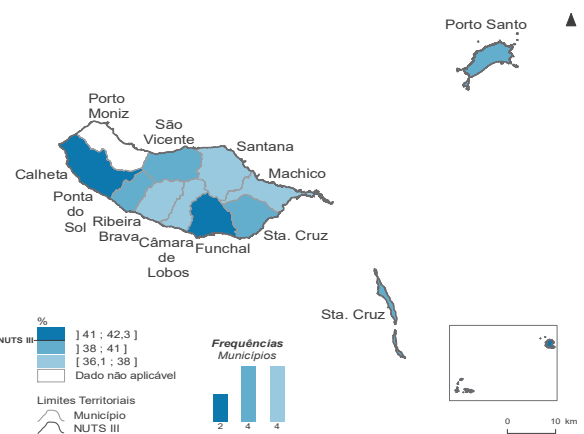 Porto Santo
Porto
Moniz
São
Vicente
Santana
Machico
Calheta
Ponta
do
Sol
Ribeira
Brava
Câmara
de
Lobos
Funchal
Sta. Cruz
Sta. Cruz
%
NUTS III
] 41 ; 42,3 ]
] 38 ; 41 ]
[ 36,1 ; 38 ]
Dado não aplicável
Limites Territoriais
Município
NUTS III
Frequências
Municípios
2 4 4
0 10 km